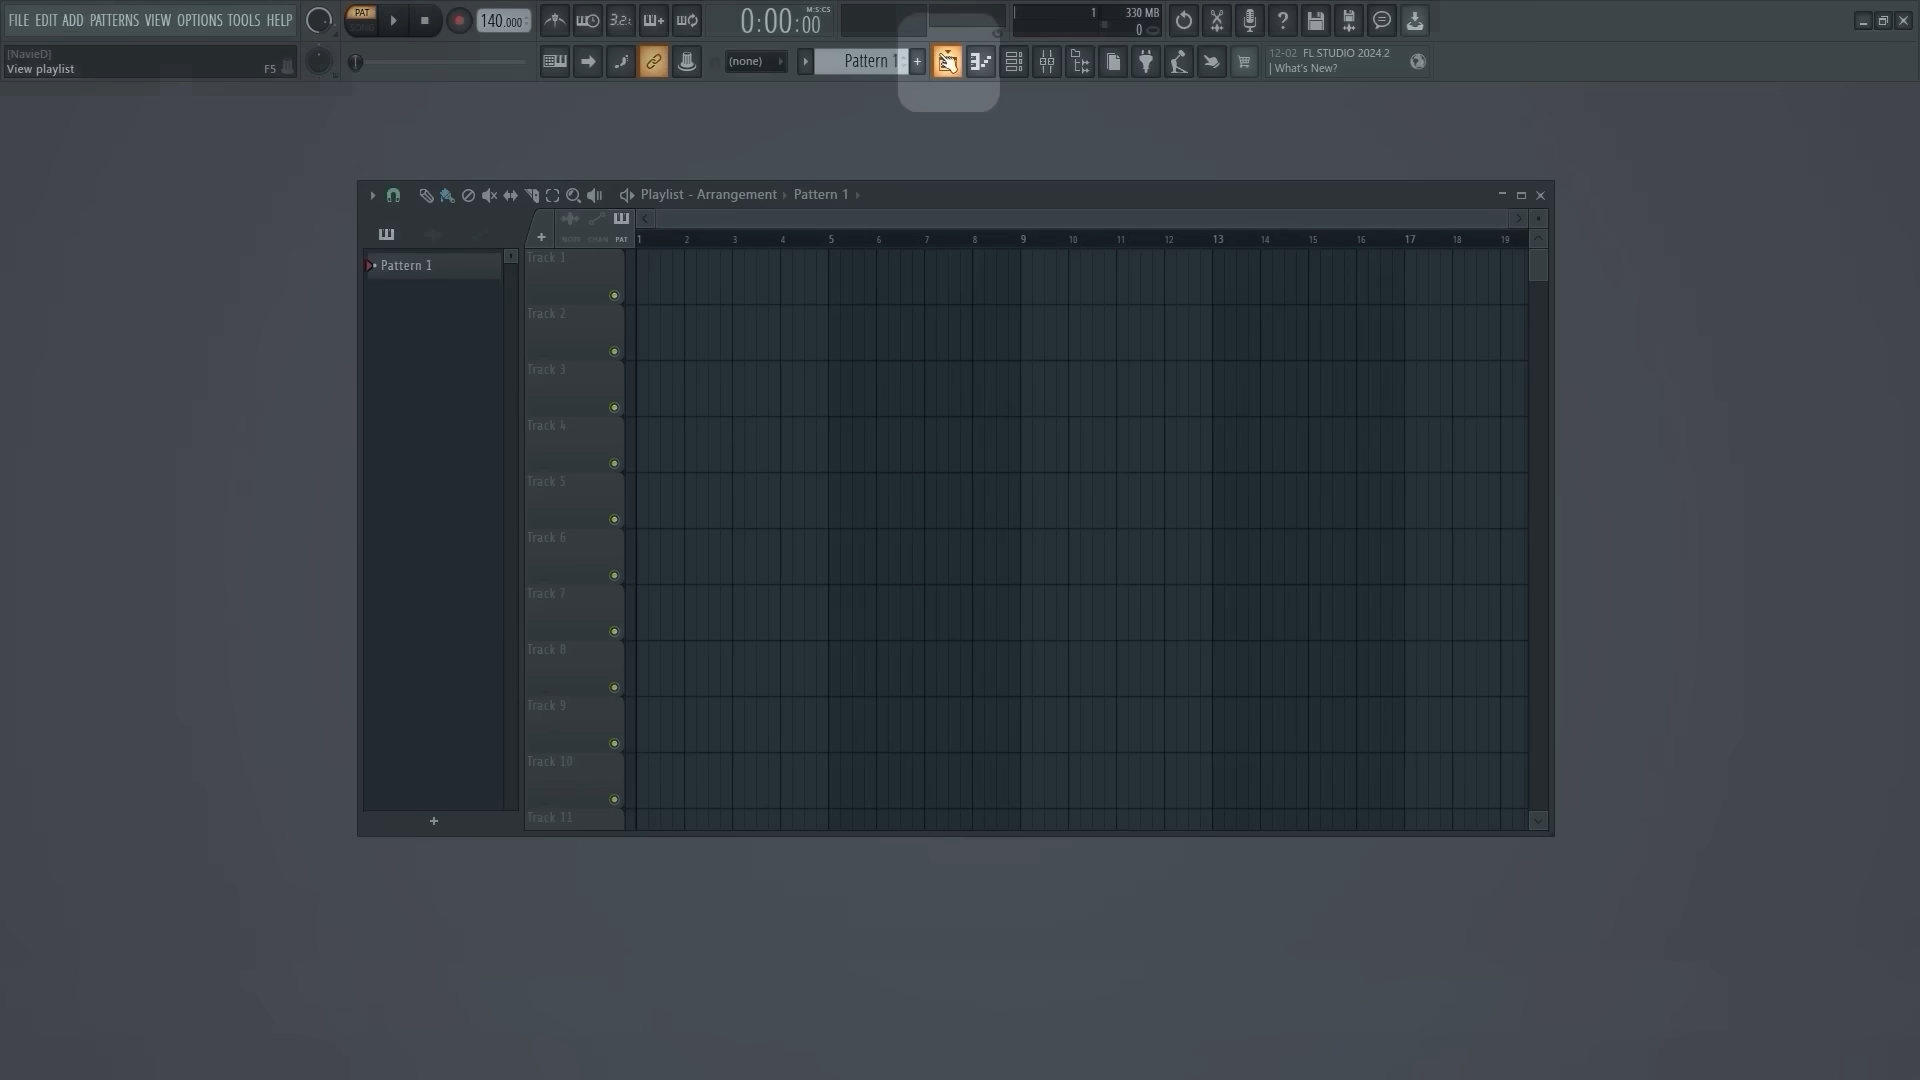 FILE EDIT ADD PATTERNS VIEW OPTIONS TOOLS HELP
PAT
140.000
3.2.
0:00:00
M:S:CS
1
330 MB
0
[NavieD]
View playlist
F5
(none)
Pattern 1
+
12-02 FL STUDIO 2024.2
| What's New?
Playlist - Arrangement › Pattern 1 ›
PAT
1 2 3 4 5 6 7 8 9 10 11 12 13 14 15 16 17 18 19
Pattern 1
Track 1
Track 2
Track 3
Track 4
Track 5
Track 6
Track 7
Track 8
Track 9
Track 10
Track 11
+